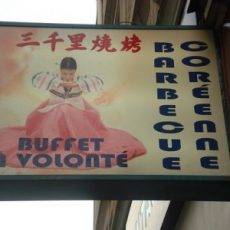 三千里燒烤
BARBECUE
CORÉENNE
BUFFET
À VOLONTÉ